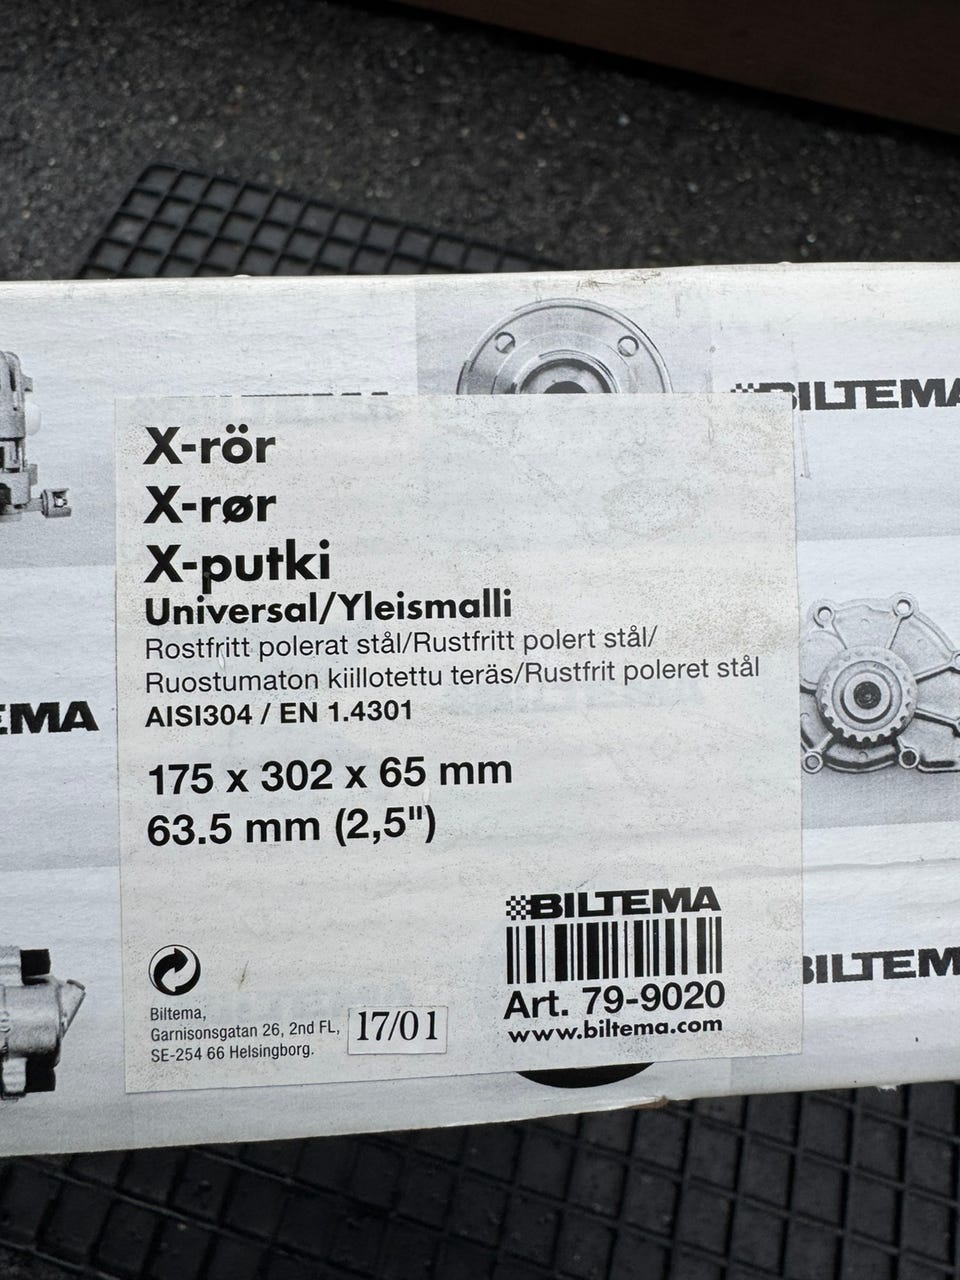 BILTEMA
X-rör
X-rør
X-putki
Universal/Yleismalli
Rostfritt polerat stål/Rustfritt polert stål/
Ruostumaton kiillotettu teräs/Rustfrit poleret stål
AISI304 / EN 1.4301
EMA
175 x 302 x 65 mm
63.5 mm (2,5")
BILTEMA
BILTEM
Art. 79-9020
www.biltema.com
Biltema,
Garnisonsgatan 26, 2nd FL,
SE-254 66 Helsingborg.
17/01